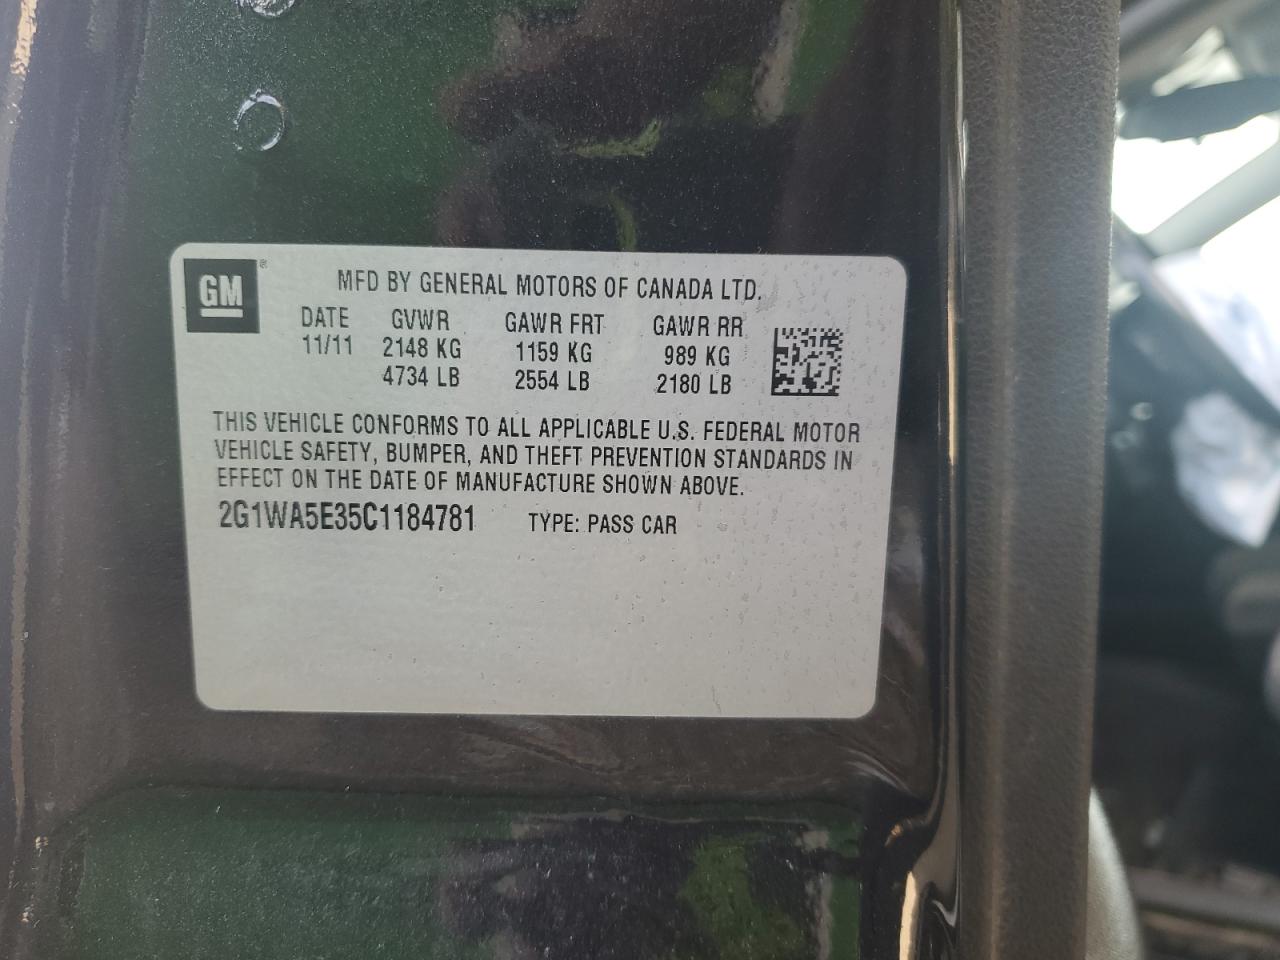 GM®
MFD BY GENERAL MOTORS OF CANADA LTD.
DATE GVWR GAWR FRT GAWR RR
11/11 2148 KG 1159 KG 989 KG
4734 LB 2554 LB 2180 LB
THIS VEHICLE CONFORMS TO ALL APPLICABLE U.S. FEDERAL MOTOR
VEHICLE SAFETY, BUMPER, AND THEFT PREVENTION STANDARDS IN
EFFECT ON THE DATE OF MANUFACTURE SHOWN ABOVE.
2G1WA5E35C1184781 TYPE: PASS CAR